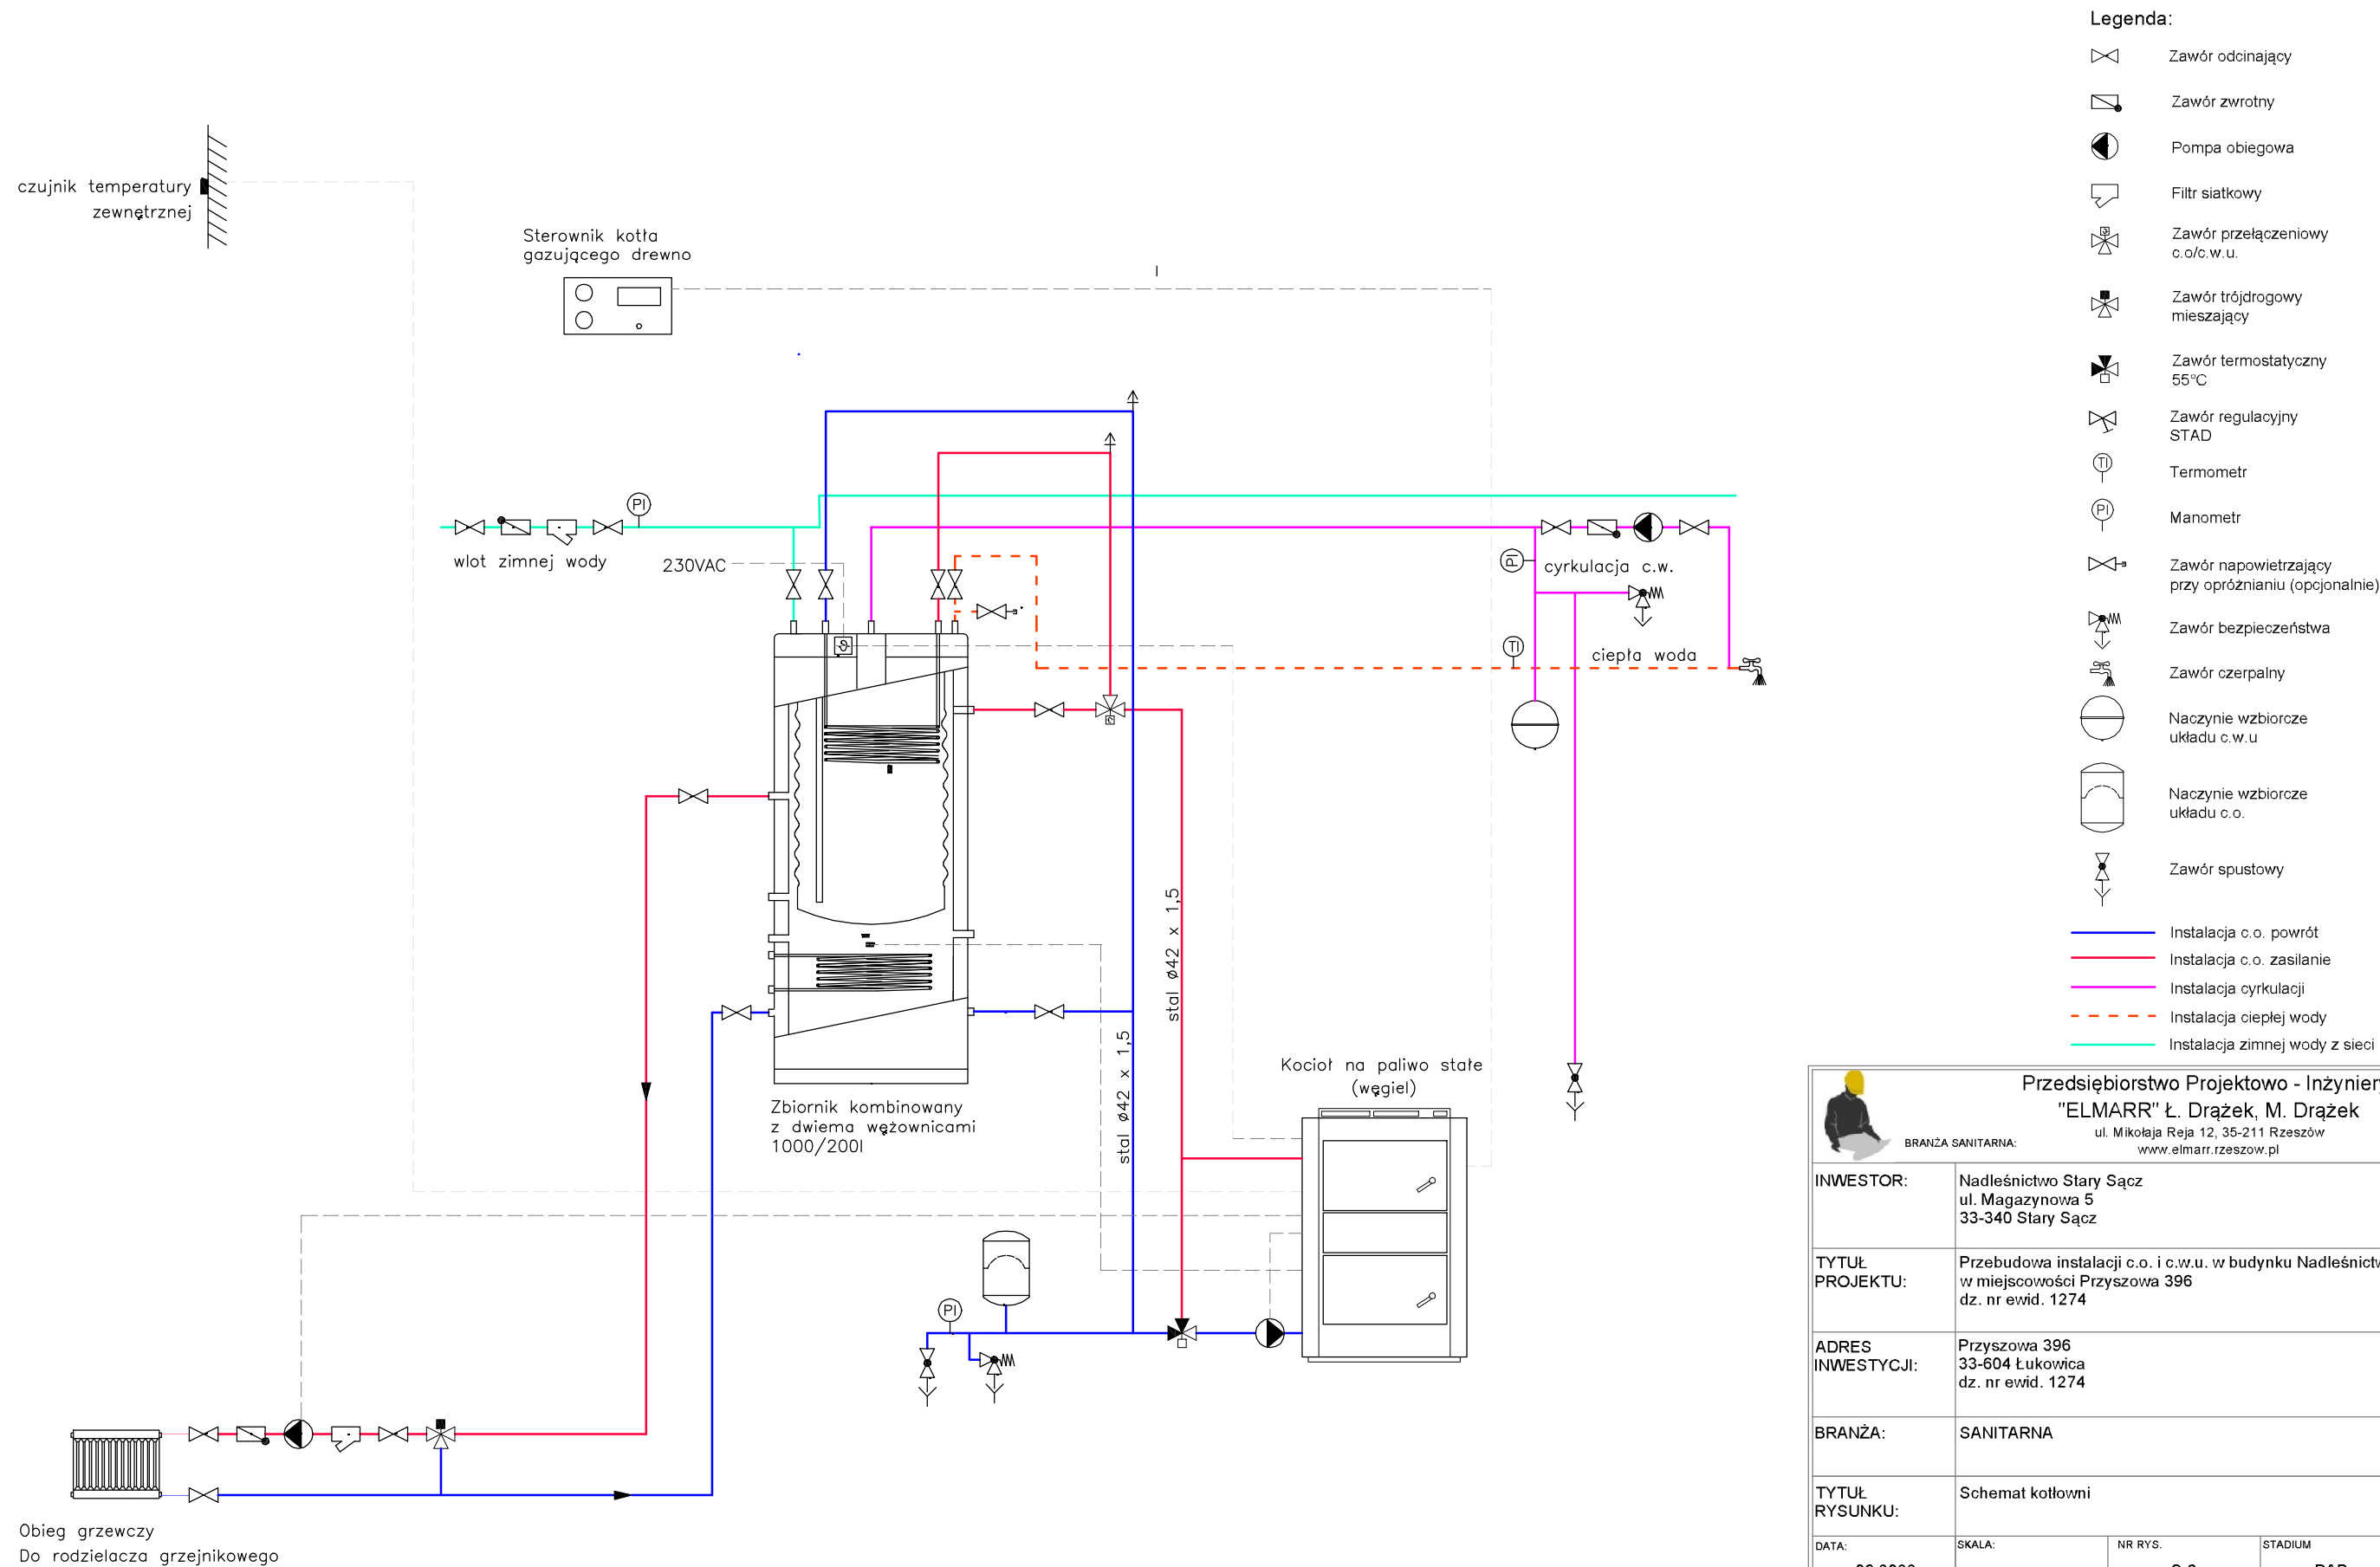 czujnik temperatury
zewnętrznej
Sterownik kotła
gazującego drewno
PI
wlot zimnej wody
230VAC
PI
cyrkulacja c.w.
TI
ciepła woda
stal ø42 x 1,5
stal ø42 x 1,5
Zbiornik kombinowany
z dwiema wężownicami
1000/200l
Kocioł na paliwo stałe
(węgiel)
PI
Obieg grzewczy
Do rodzielacza grzejnikowego
Legenda:
Zawór odcinający
Zawór zwrotny
Pompa obiegowa
Filtr siatkowy
Zawór przełączeniowy
c.o/c.w.u.
Zawór trójdrogowy
mieszający
Zawór termostatyczny
55°C
Zawór regulacyjny
STAD
TI
Termometr
PI
Manometr
Zawór napowietrzający
przy opróżnianiu (opcjonalnie)
Zawór bezpieczeństwa
Zawór czerpalny
Naczynie wzbiorcze
układu c.w.u
Naczynie wzbiorcze
układu c.o.
Zawór spustowy
Instalacja c.o. powrót
Instalacja c.o. zasilanie
Instalacja cyrkulacji
Instalacja ciepłej wody
Instalacja zimnej wody z sieci
Przedsiębiorstwo Projektowo - Inżynier
"ELMARR" Ł. Drążek, M. Drążek
ul. Mikołaja Reja 12, 35-211 Rzeszów
BRANŻA SANITARNA:
www.elmarr.rzeszow.pl
INWESTOR:
Nadleśnictwo Stary Sącz
ul. Magazynowa 5
33-340 Stary Sącz
TYTUŁ
PROJEKTU:
Przebudowa instalacji c.o. i c.w.u. w budynku Nadleśnictw
w miejscowości Przyszowa 396
dz. nr ewid. 1274
ADRES
INWESTYCJI:
Przyszowa 396
33-604 Łukowica
dz. nr ewid. 1274
BRANŻA:
SANITARNA
TYTUŁ
RYSUNKU:
Schemat kotłowni
DATA:
SKALA:
NR RYS.
STADIUM